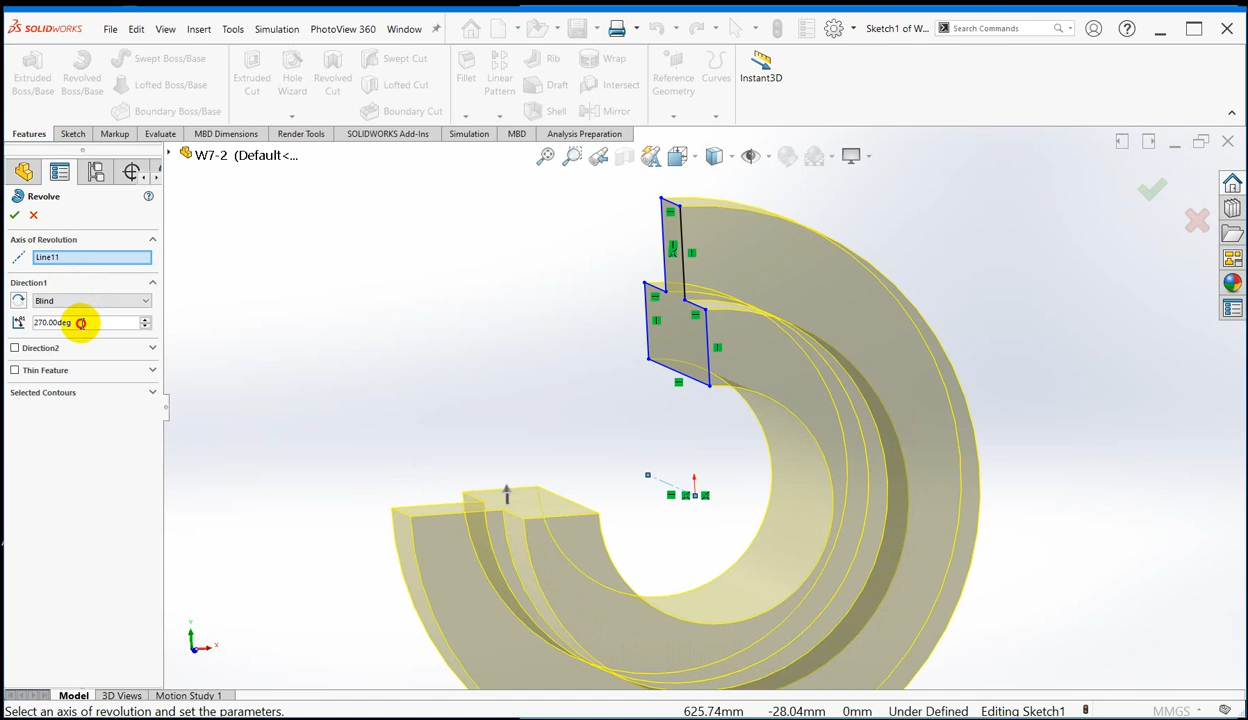 SOLIDWORKS File Edit View Insert Tools Simulation PhotoView 360 Window Sketch1 of W... Search Commands
Extruded Boss/Base
Revolved Boss/Base
Swept Boss/Base
Lofted Boss/Base
Boundary Boss/Base
Extruded Cut
Hole Wizard
Revolved Cut
Swept Cut
Lofted Cut
Boundary Cut
Fillet
Linear Pattern
Rib
Draft
Shell
Wrap
Intersect
Mirror
Reference Geometry
Curves
Instant3D
Features Sketch Markup Evaluate MBD Dimensions Render Tools SOLIDWORKS Add-Ins Simulation MBD Analysis Preparation
W7-2 (Default<...
Revolve
Axis of Revolution
Line11
Direction1
Blind
270.00deg
Direction2
Thin Feature
Selected Contours
Y
X
Model 3D Views Motion Study 1
Select an axis of revolution and set the parameters. 625.74mm -28.04mm 0mm Under Defined Editing Sketch1 MMGS